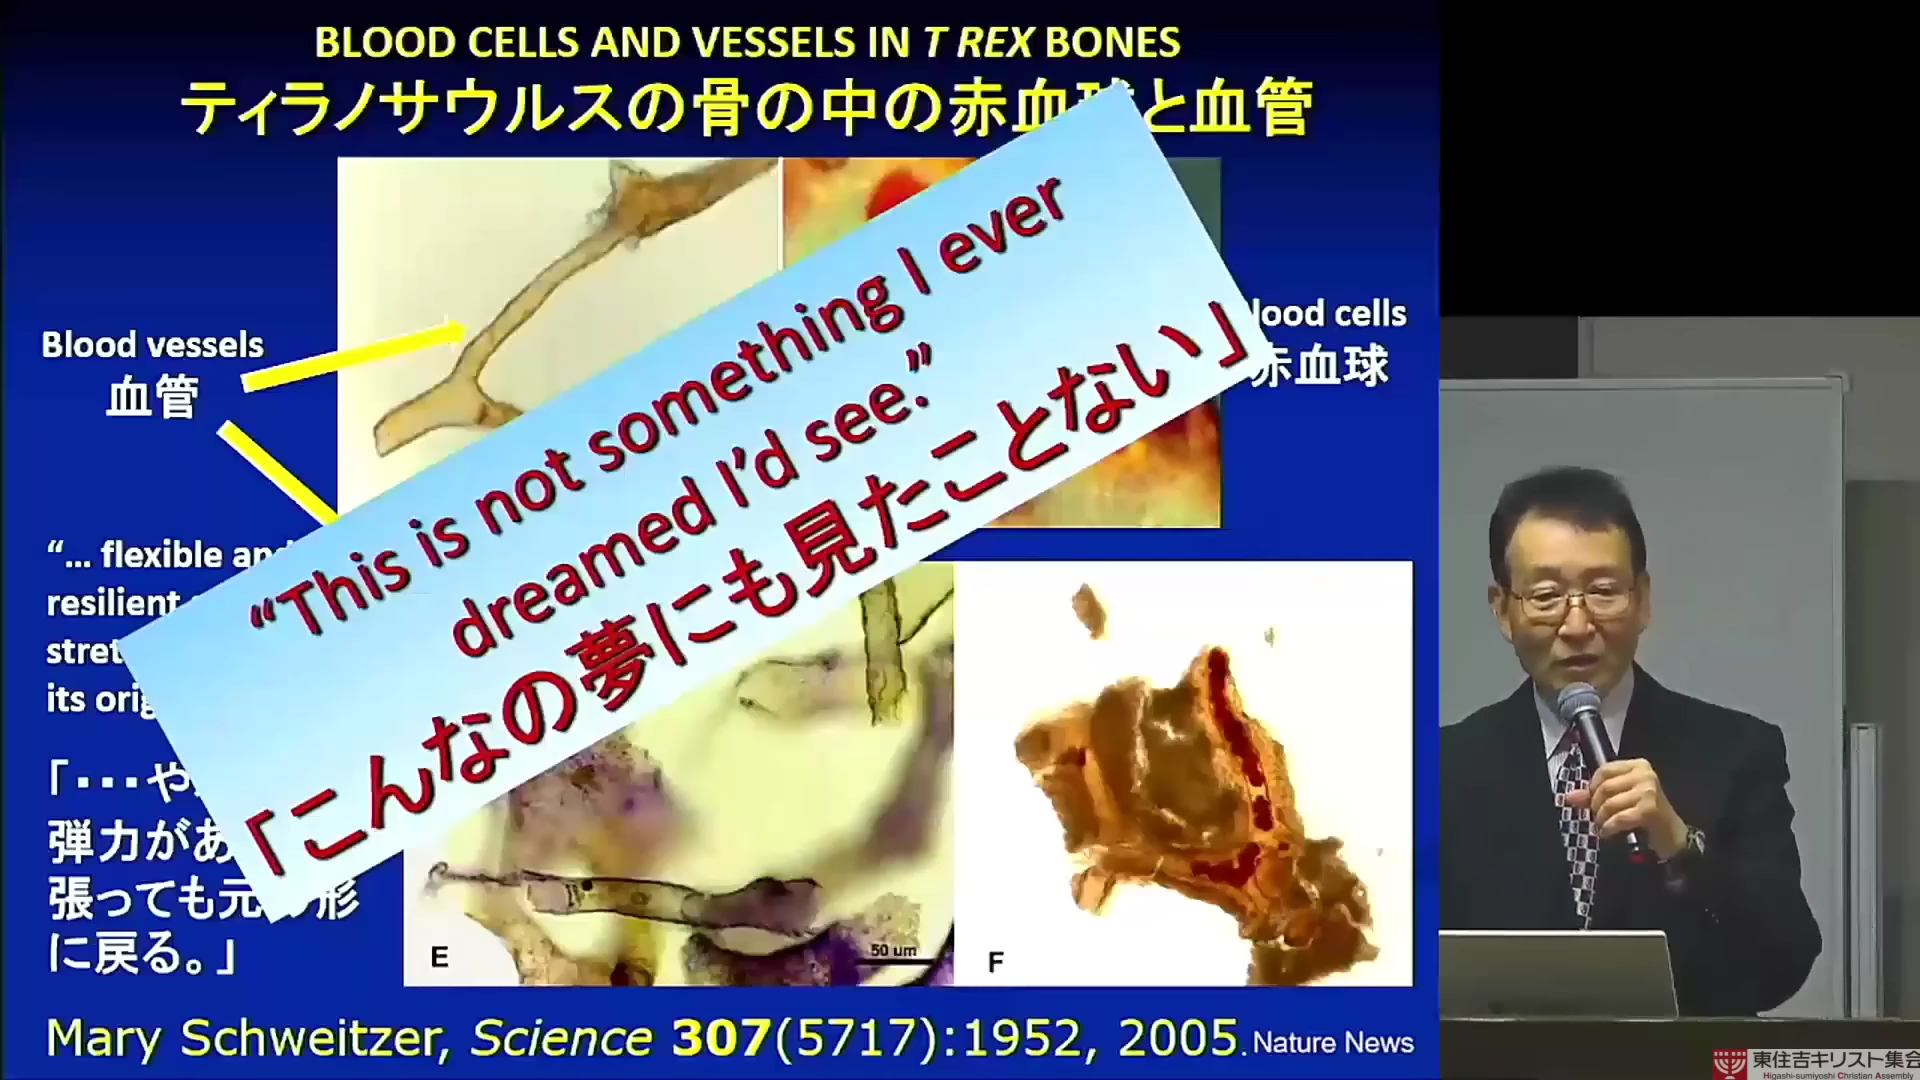 BLOOD CELLS AND VESSELS IN T REX BONES
ティラノサウルスの骨の中の赤血球と血管
Blood vessels
血管
lood cells
赤血球
“This is not something I ever
dreamed I’d see.”
「こんなの夢にも見たことない」
“... flexible and
resilient
stret
its orig
「・・・や
弾力があ
張っても元の形
に戻る。」
E
50 um
F
Mary Schweitzer, Science 307(5717):1952, 2005. Nature News
東住吉キリスト集会
Higashi-sumiyoshi Christian Assembly